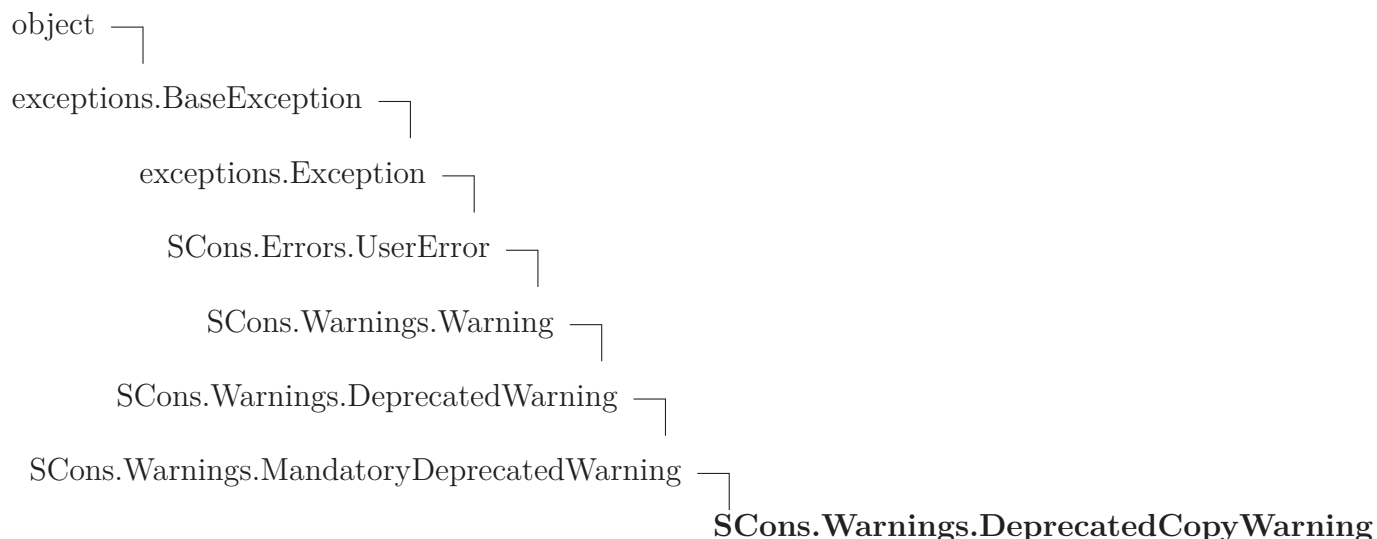 object
exceptions.BaseException
exceptions.Exception
SCons.Errors.UserError
SCons.Warnings.Warning
SCons.Warnings.DeprecatedWarning
SCons.Warnings.MandatoryDeprecatedWarning
SCons.Warnings.DeprecatedCopyWarning